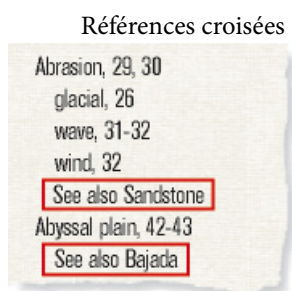 Références croisées
Abrasion, 29, 30
glacial, 26
wave, 31-32
wind, 32
See also Sandstone
Abyssal plain, 42-43
See also Bajada